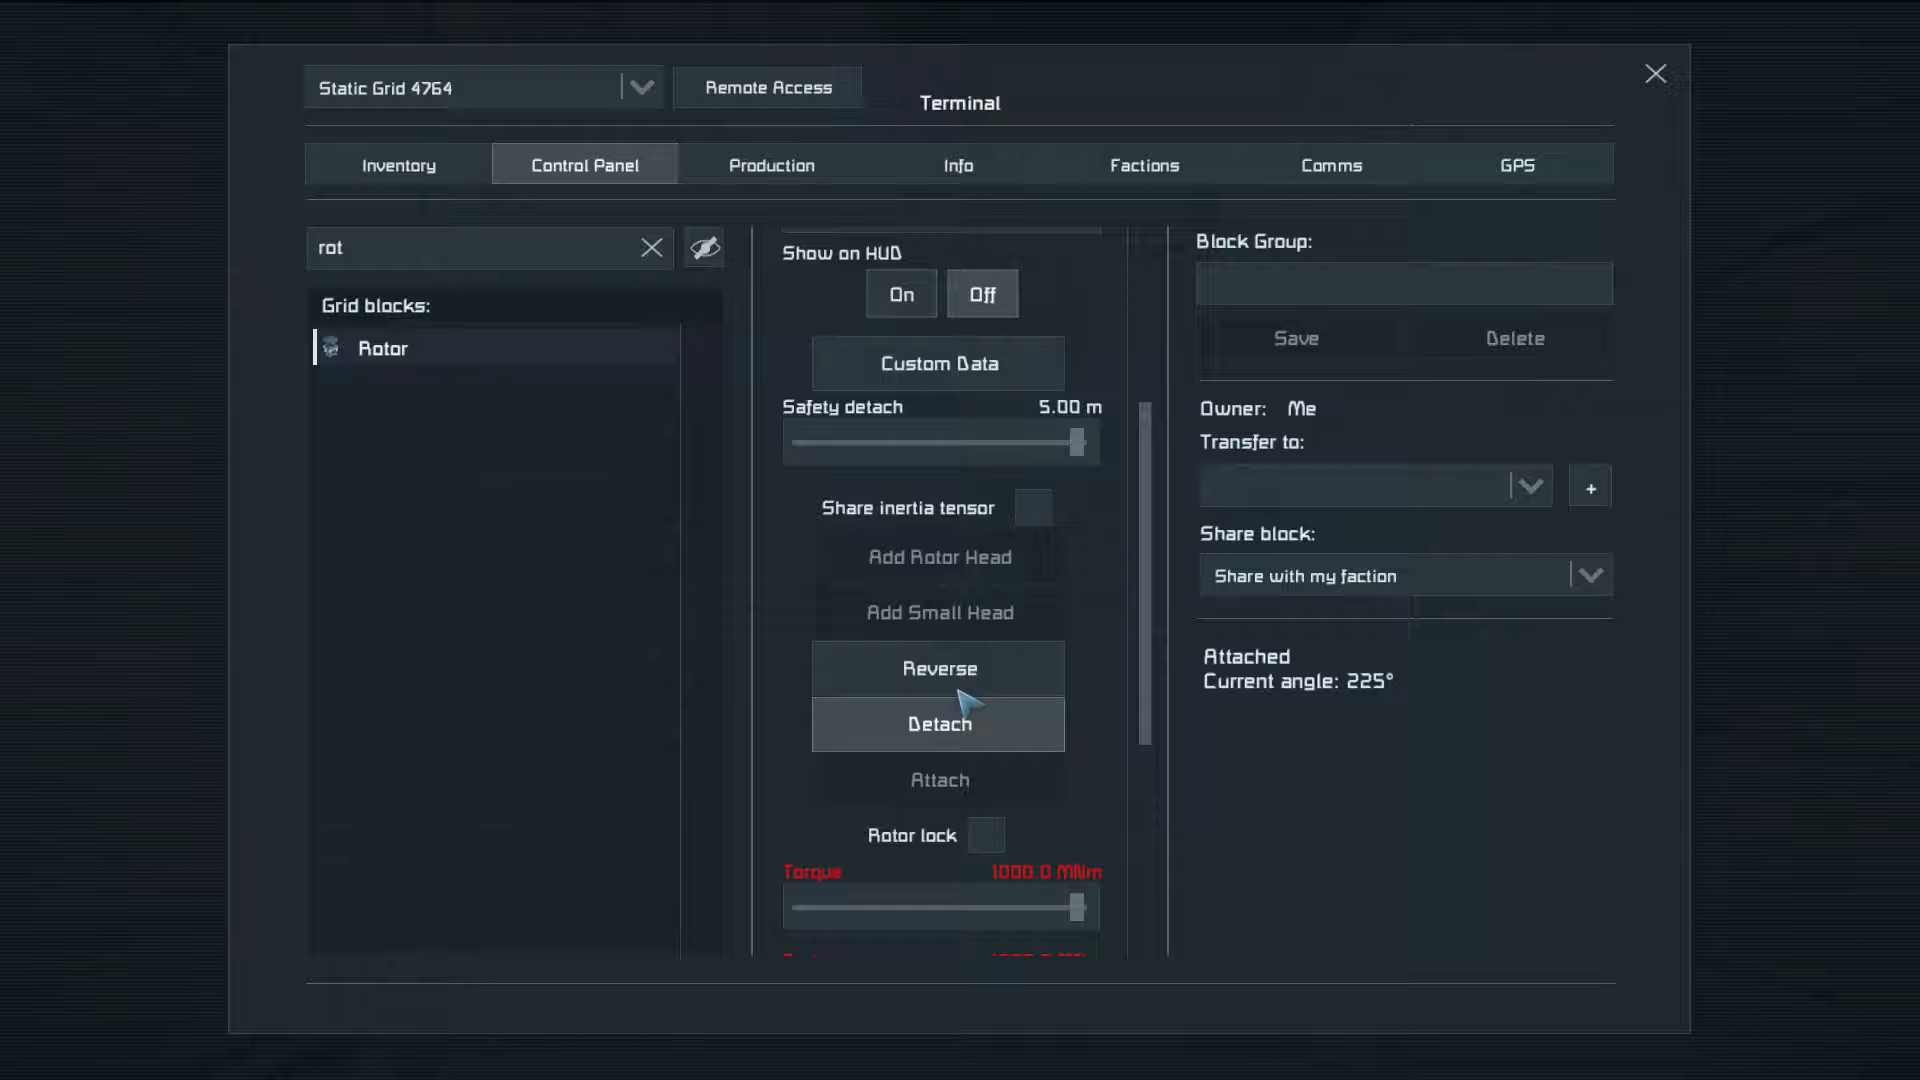 Static Grid 4764
Remote Access
Terminal
Inventory
Control Panel
Production
Info
Factions
Comms
GPS
rot
Grid blocks:
Rotor
Show on HUD
On
Off
Custom Data
Safety detach 5.00 m
Share inertia tensor
Add Rotor Head
Add Small Head
Reverse
Detach
Attach
Rotor lock
Torque 1000.0 MNm
Block Group:
Save
Delete
Owner: Me
Transfer to:
+
Share block:
Share with my faction
Attached
Current angle: 225°